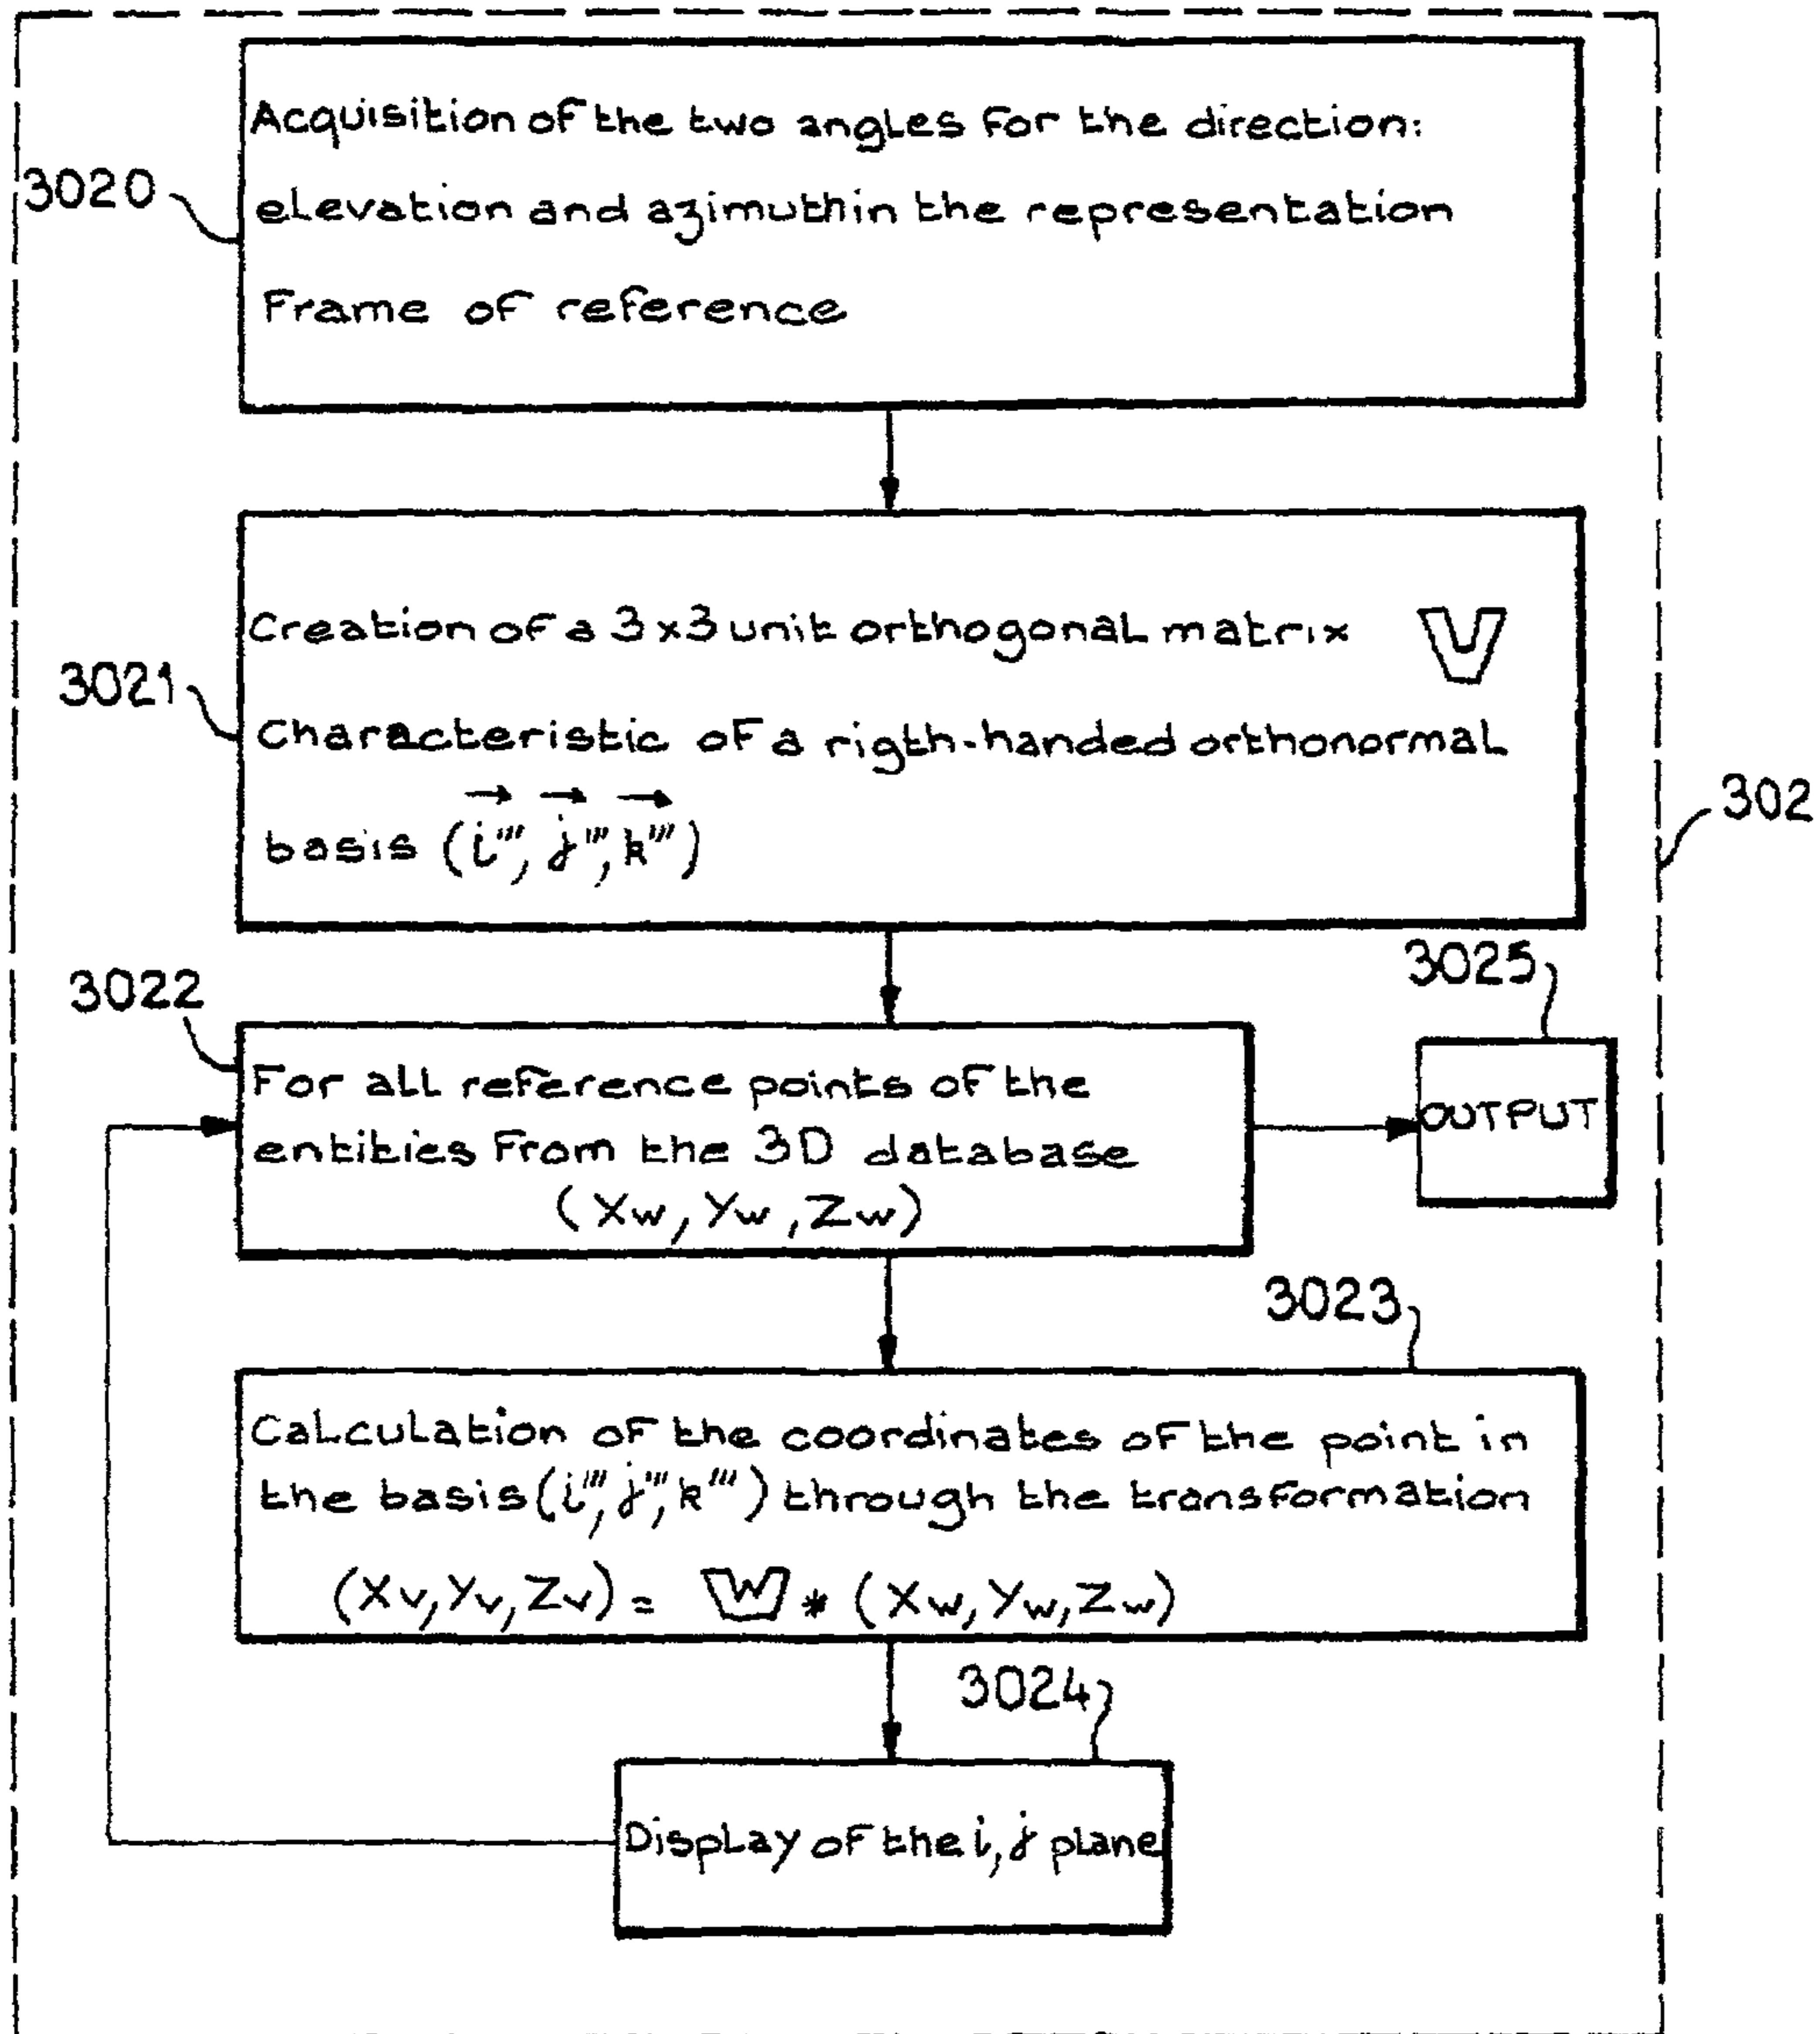 Acquisition of the two angles for the direction:
3020
elevation and azimuthin the representation
Frame of reference
Creation of a 3x3 unit orthogonal matrix V
3021
Characteristic of a rigth-handed orthonormal
302
basis (i''', j''', k''')
3025
3022
For all reference points of the
entities From the 3D database
(Xw, Yw, Zw)
OUTPUT
3023
Calculation of the coordinates of the point in
the basis (i''', j''', k''') through the transformation
(Xv, Yv, Zv) = W * (Xw, Yw, Zw)
3024
Display of the i, j plane